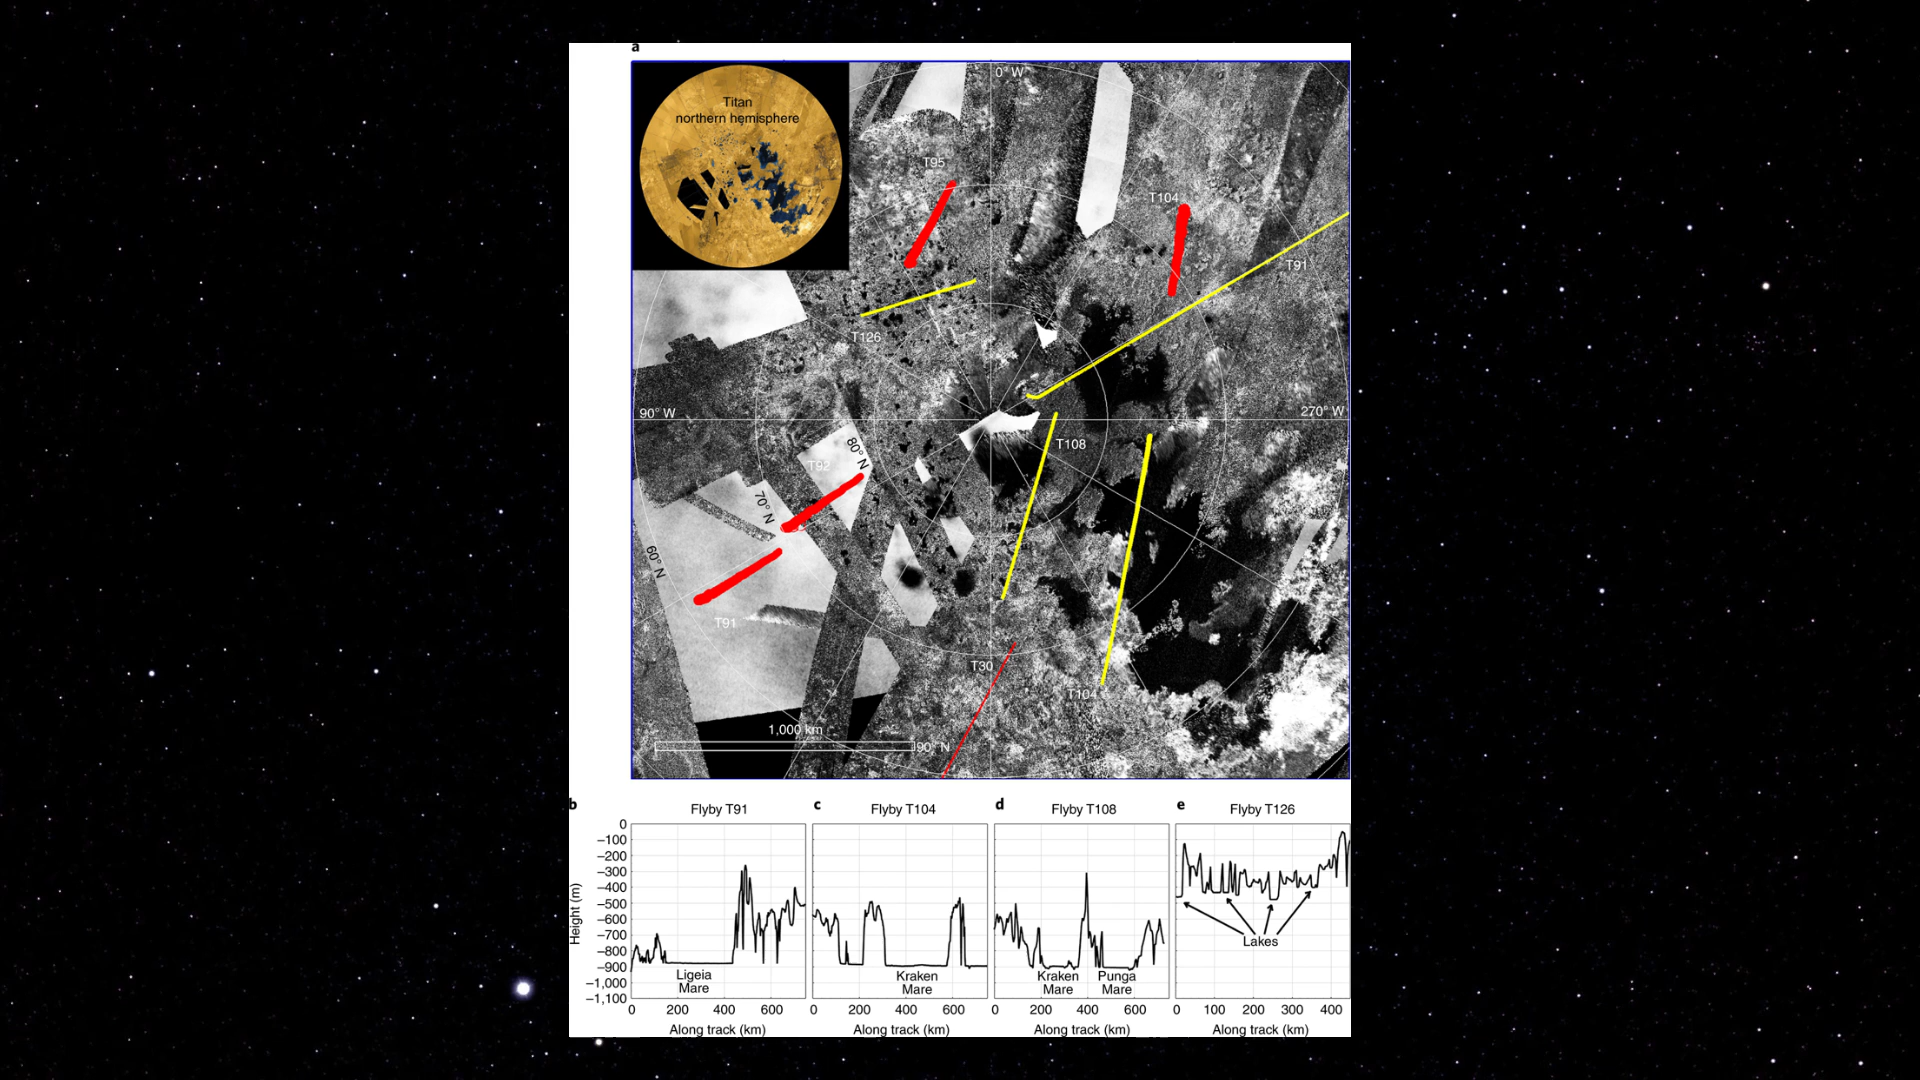 a
Titan
northern hemisphere
0° W
T95
T104
T91
T126
90° W
270° W
80° N
T108
T92
70° N
60° N
T91
T30
T104
1,000 km
90° N
b
Flyby T91
c
Flyby T104
d
Flyby T108
e
Flyby T126
Height (m)
0
−100
−200
−300
−400
−500
−600
−700
−800
−900
−1,000
−1,100
Ligeia
Mare
Kraken
Mare
Kraken
Mare
Punga
Mare
Lakes
0 200 400 600
0 200 400 600
0 200 400 600
0 100 200 300 400
Along track (km)
Along track (km)
Along track (km)
Along track (km)